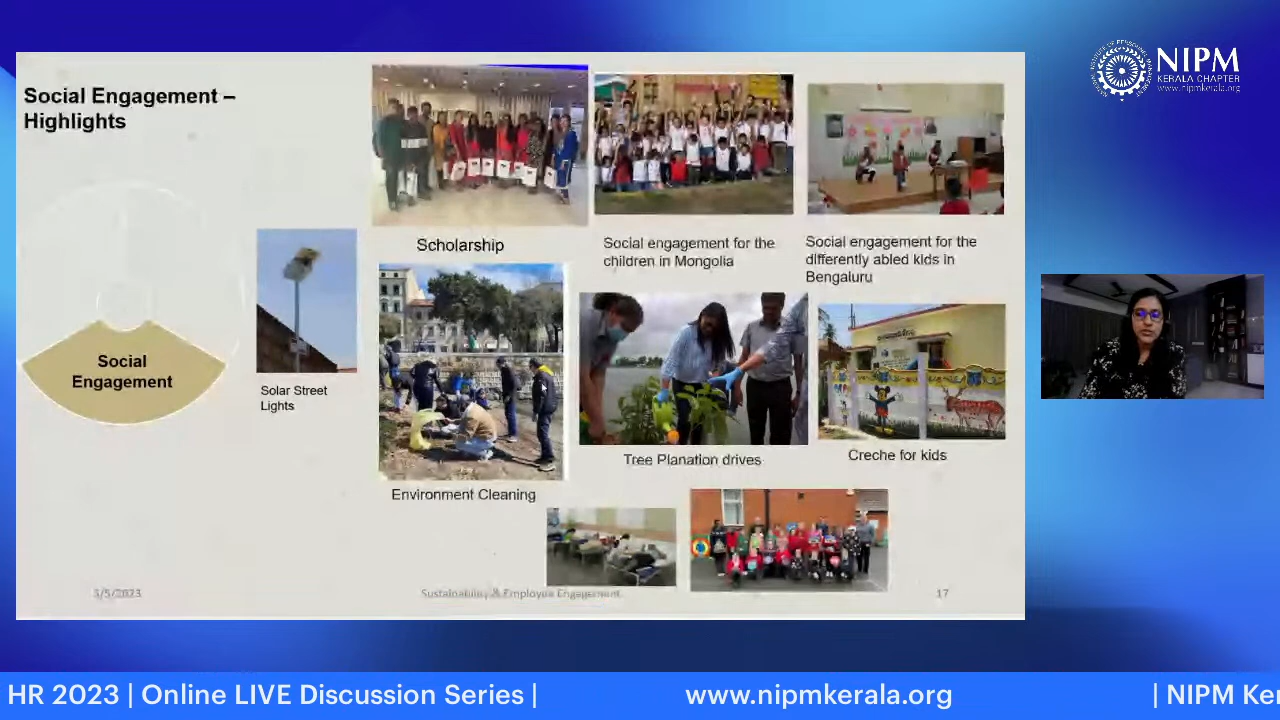 Social Engagement –
Highlights
Social
Engagement
Solar Street
Lights
Scholarship
Social engagement for the
children in Mongolia
Social engagement for the
differently abled kids in
Bengaluru
Environment Cleaning
Tree Planation drives
Creche for kids
3/5/2023
Sustainability & Employee Engagement
17
NIPM
KERALA CHAPTER
www.nipmkerala.org
HR 2023 | Online LIVE Discussion Series |
www.nipmkerala.org
| NIPM Ker